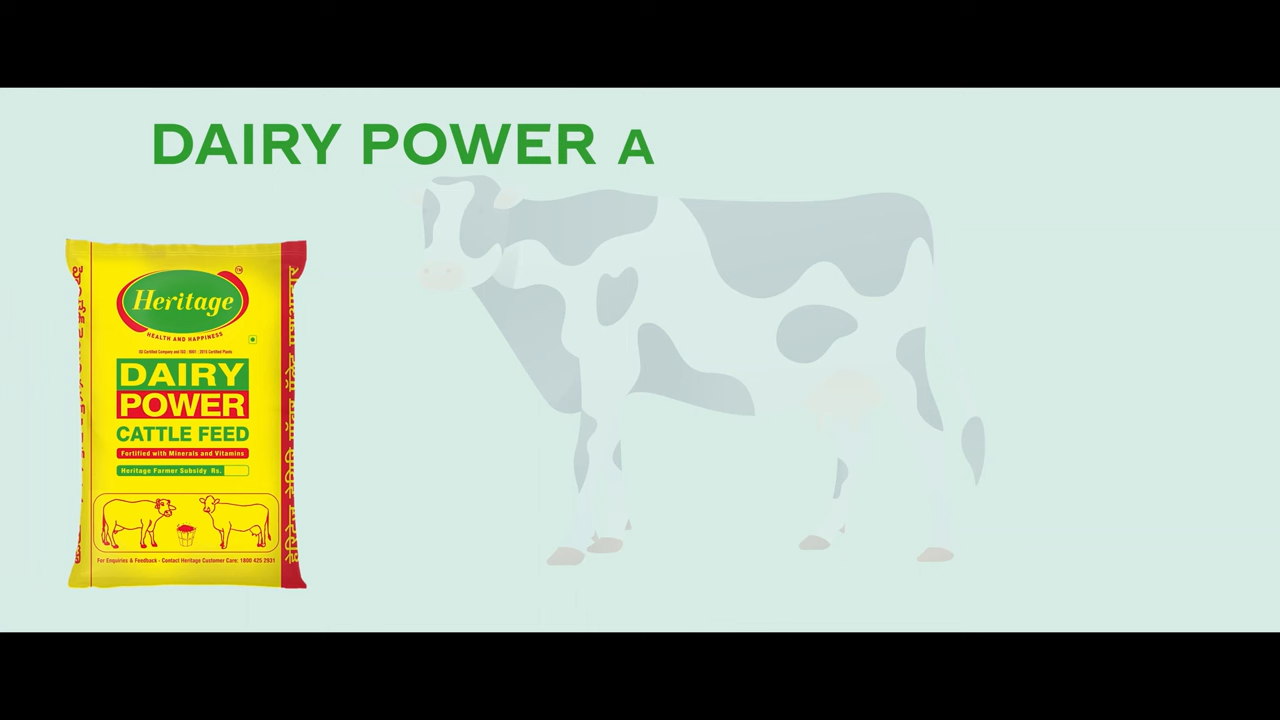 DAIRY POWER A
Heritage
TM
HEALTH AND HAPPINESS
DAIRY
POWER
CATTLE FEED
Fortified with Minerals and Vitamins
Heritage Farmer Subsidy Rs.
For Enquiries & Feedback - Contact Heritage Customer Care: 1800 425 2931